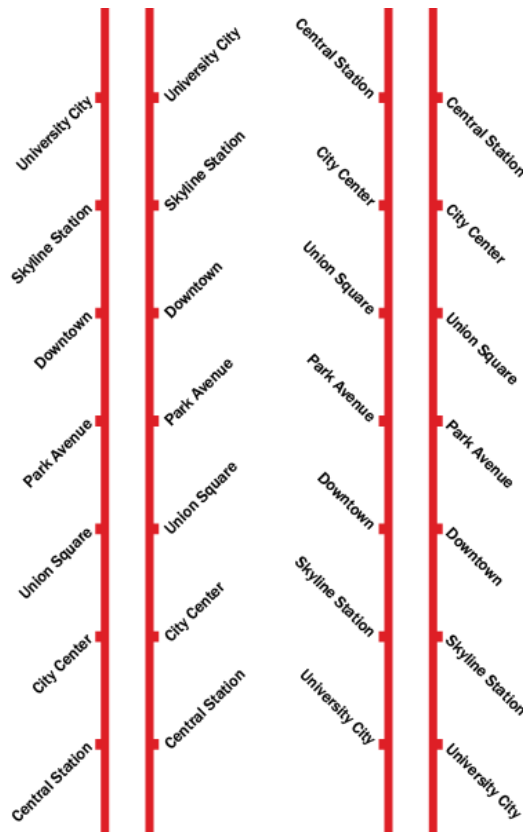 University City
Skyline Station
Downtown
Park Avenue
Union Square
City Center
Central Station
University City
Skyline Station
Downtown
Park Avenue
Union Square
City Center
Central Station
Central Station
City Center
Union Square
Park Avenue
Downtown
Skyline Station
University City
Central Station
City Center
Union Square
Park Avenue
Downtown
Skyline Station
University City